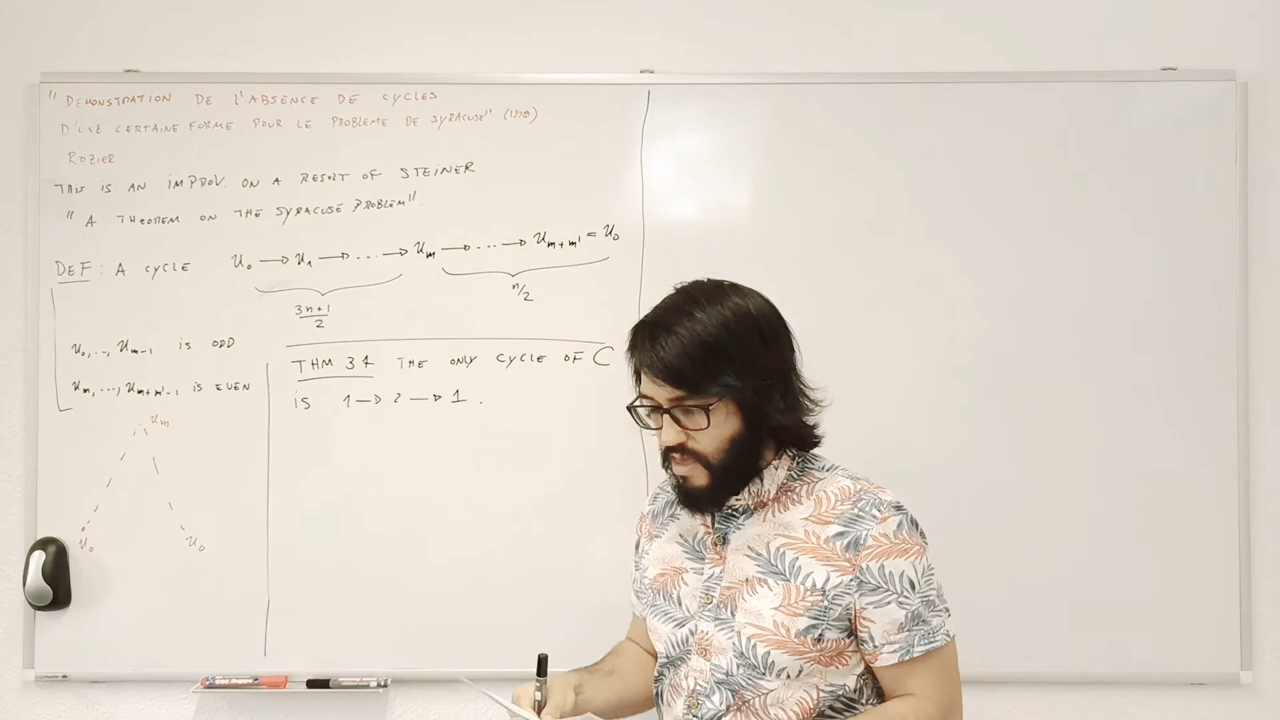 "DEMONSTRATION DE L'ABSENCE DE CYCLES
D'UNE CERTAINE FORME POUR LE PROBLEME DE SYRACUSE" (1990)
ROZIER
THIS IS AN IMPROV. ON A RESULT OF STEINER
"A THEOREM ON THE SYRACUSE PROBLEM".
DEF: A CYCLE u₀ → u₁ → ... → uₘ → ... → uₘ₊ₘ' = u₀
(3n+1)/2 n/2
u₀,..,uₘ₋₁ IS ODD
uₘ,...,uₘ₊ₘ'₋₁ IS EVEN
THM 31 THE ONLY CYCLE OF C
IS 1 → 2 → 1.
uₘ
u₀ u₀